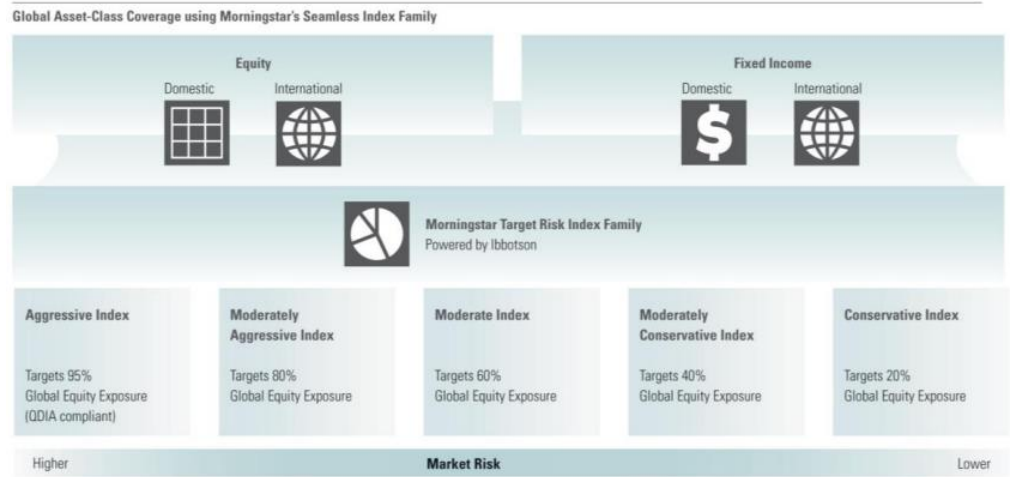 Global Asset-Class Coverage using Morningstar's Seamless Index Family
Equity
Domestic
International
Fixed Income
Domestic
International
$
Morningstar Target Risk Index Family
Powered by Ibbotson
Aggressive Index
Targets 95%
Global Equity Exposure
(QDIA compliant)
Moderately
Aggressive Index
Targets 80%
Global Equity Exposure
Moderate Index
Targets 60%
Global Equity Exposure
Moderately
Conservative Index
Targets 40%
Global Equity Exposure
Conservative Index
Targets 20%
Global Equity Exposure
Higher
Market Risk
Lower